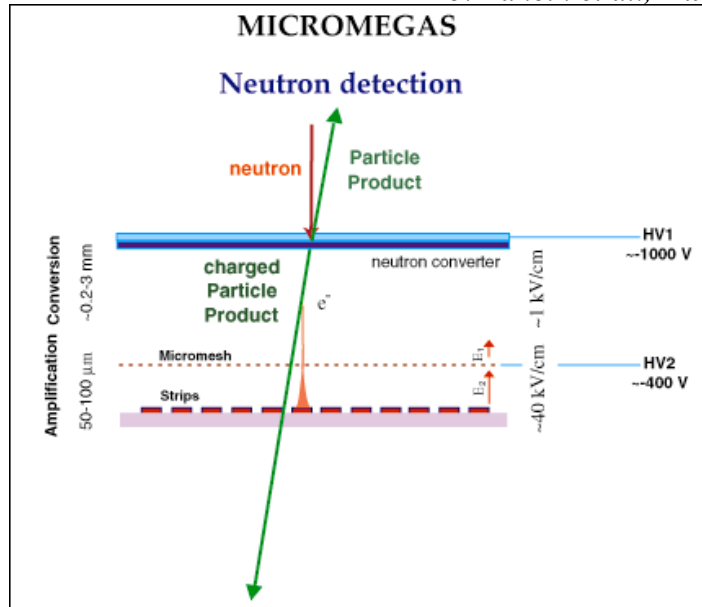 MICROMEGAS
Neutron detection
neutron
Particle
Product
HV1
~-1000 V
neutron converter
charged
Particle
Product
e-
Conversion
~0.2-3 mm
~1 kV/cm
Micromesh
E1
HV2
~-400 V
Amplification
50-100 µm
Strips
E2
~40 kV/cm